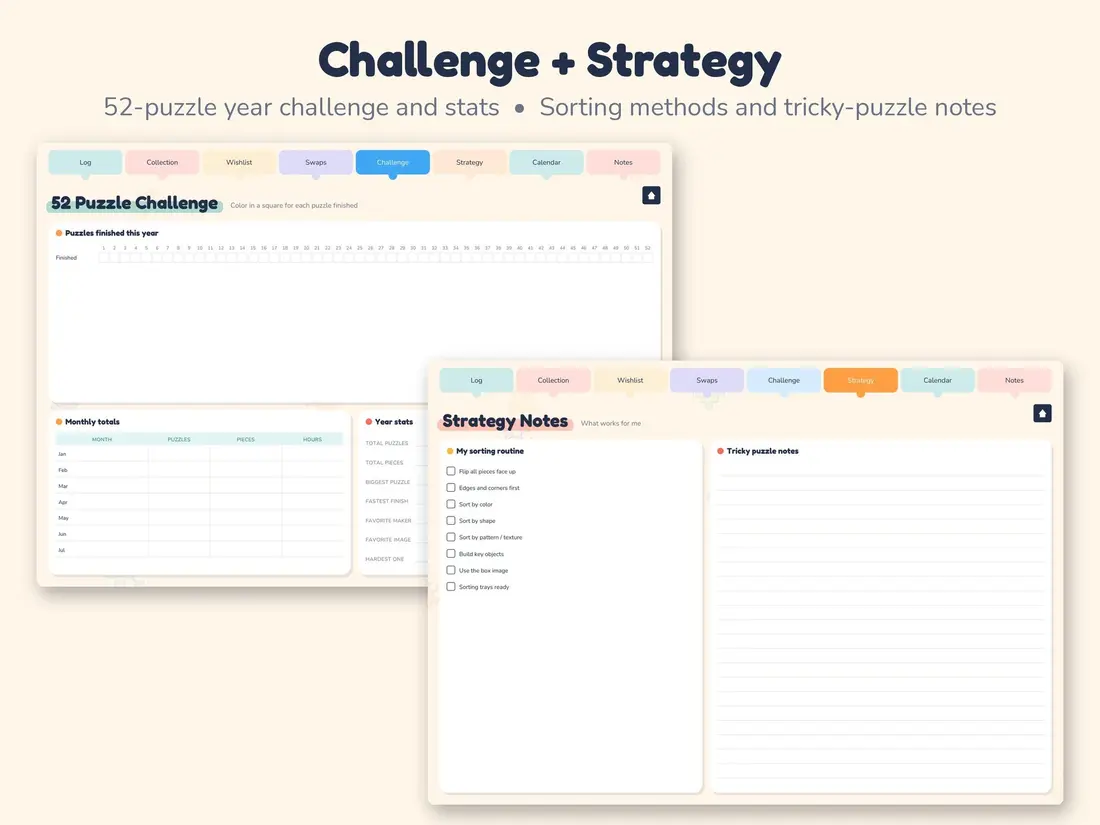 Challenge + Strategy
52-puzzle year challenge and stats • Sorting methods and tricky-puzzle notes
Log Collection Wishlist Swaps Challenge Strategy Calendar Notes
52 Puzzle Challenge Color in a square for each puzzle finished
Puzzles finished this year
1 2 3 4 5 6 7 8 9 10 11 12 13 14 15 16 17 18 19 20 21 22 23 24 25 26 27 28 29 30 31 32 33 34 35 36 37 38 39 40 41 42 43 44 45 46 47 48 49 50 51 52
Finished
Monthly totals
MONTH PUZZLES PIECES HOURS
Jan
Feb
Mar
Apr
May
Jun
Jul
Year stats
TOTAL PUZZLES
TOTAL PIECES
BIGGEST PUZZLE
FASTEST FINISH
FAVORITE MAKER
FAVORITE IMAGE
HARDEST ONE
Log Collection Wishlist Swaps Challenge Strategy Calendar Notes
Strategy Notes What works for me
My sorting routine
Flip all pieces face up
Edges and corners first
Sort by color
Sort by shape
Sort by pattern / texture
Build key objects
Use the box image
Sorting trays ready
Tricky puzzle notes